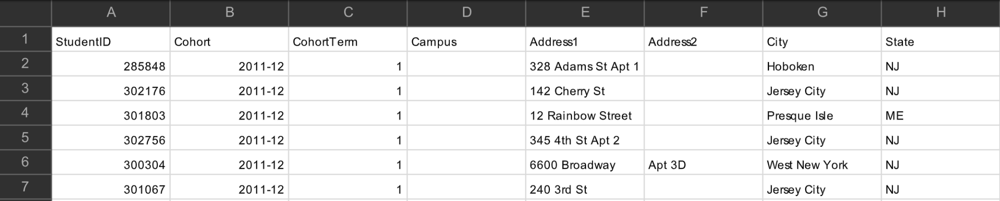 A B C D E F G H
1 StudentID Cohort CohortTerm Campus Address1 Address2 City State
2 285848 2011-12 1 328 Adams St Apt 1 Hoboken NJ
3 302176 2011-12 1 142 Cherry St Jersey City NJ
4 301803 2011-12 1 12 Rainbow Street Presque Isle ME
5 302756 2011-12 1 345 4th St Apt 2 Jersey City NJ
6 300304 2011-12 1 6600 Broadway Apt 3D West New York NJ
7 301067 2011-12 1 240 3rd St Jersey City NJ